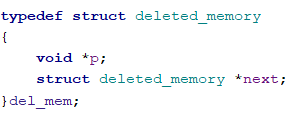 typedef struct deleted_memory
{
    void *p;
    struct deleted_memory *next;
}del_mem;